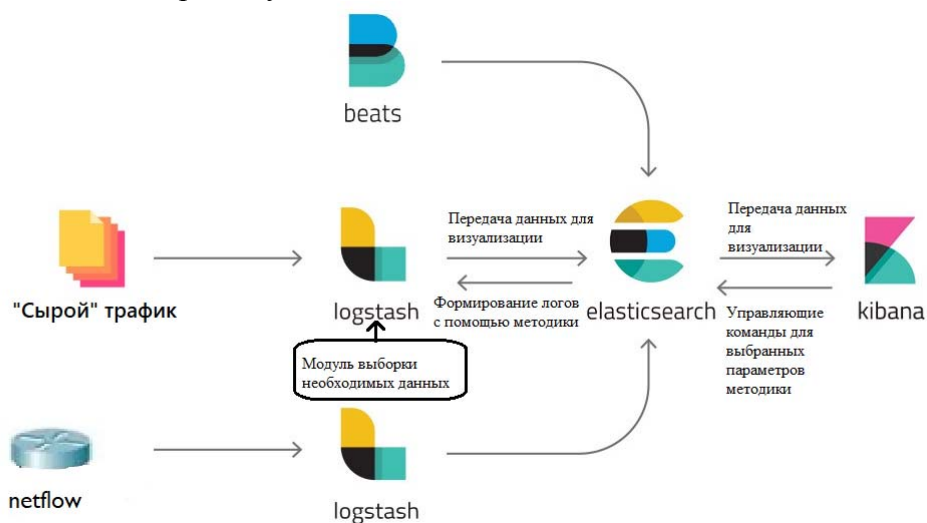 beats
"Сырой" трафик
logstash
Передача данных для
визуализации
Формирование логов
с помощью методики
elasticsearch
Передача данных
для
визуализации
Управляющие
команды для
выбранных
параметров
методики
kibana
Модуль выборки
необходимых данных
netflow
logstash